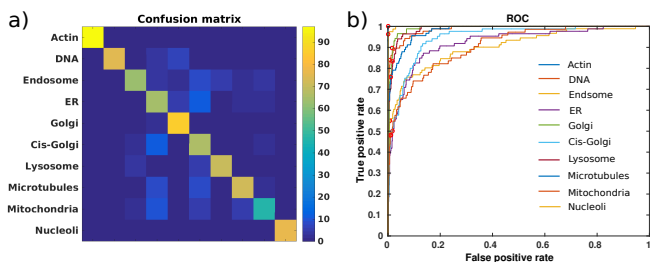 a)
Confusion matrix
Actin
DNA
Endosome
ER
Golgi
Cis-Golgi
Lysosome
Microtubules
Mitochondria
Nucleoli
90
80
70
60
50
40
30
20
10
0
b)
ROC
True positive rate
1
0.9
0.8
0.7
0.6
0.5
0.4
0.3
0.2
0.1
0
0
0.2
0.4
0.6
0.8
1
False positive rate
Actin
DNA
Endsome
ER
Golgi
Cis-Golgi
Lysosome
Microtubules
Mitochondria
Nucleoli